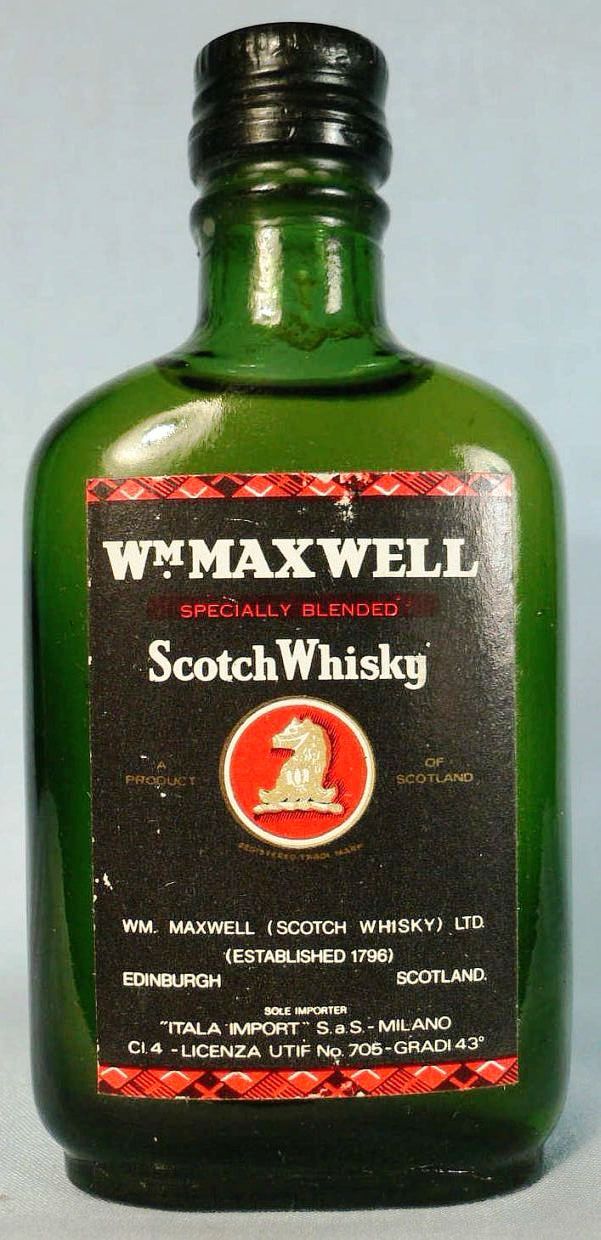 WM. MAXWELL
SPECIALLY BLENDED
Scotch Whisky
A PRODUCT
OF SCOTLAND
REGISTERED TRADE MARK
WM. MAXWELL (SCOTCH WHISKY) LTD.
(ESTABLISHED 1796)
EDINBURGH SCOTLAND.
SOLE IMPORTER
"ITALA IMPORT" S.a.S. - MILANO
Cl. 4 - LICENZA UTIF No. 705 - GRADI 43°